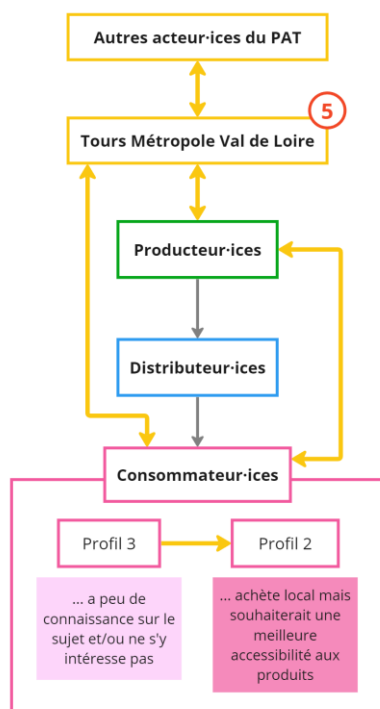 Autres acteur·ices du PAT
5
Tours Métropole Val de Loire
Producteur·ices
Distributeur·ices
Consommateur·ices
Profil 3
Profil 2
... a peu de
connaissance sur le
sujet et/ou ne s'y
intéresse pas
... achète local mais
souhaiterait une
meilleure
accessibilité aux
produits